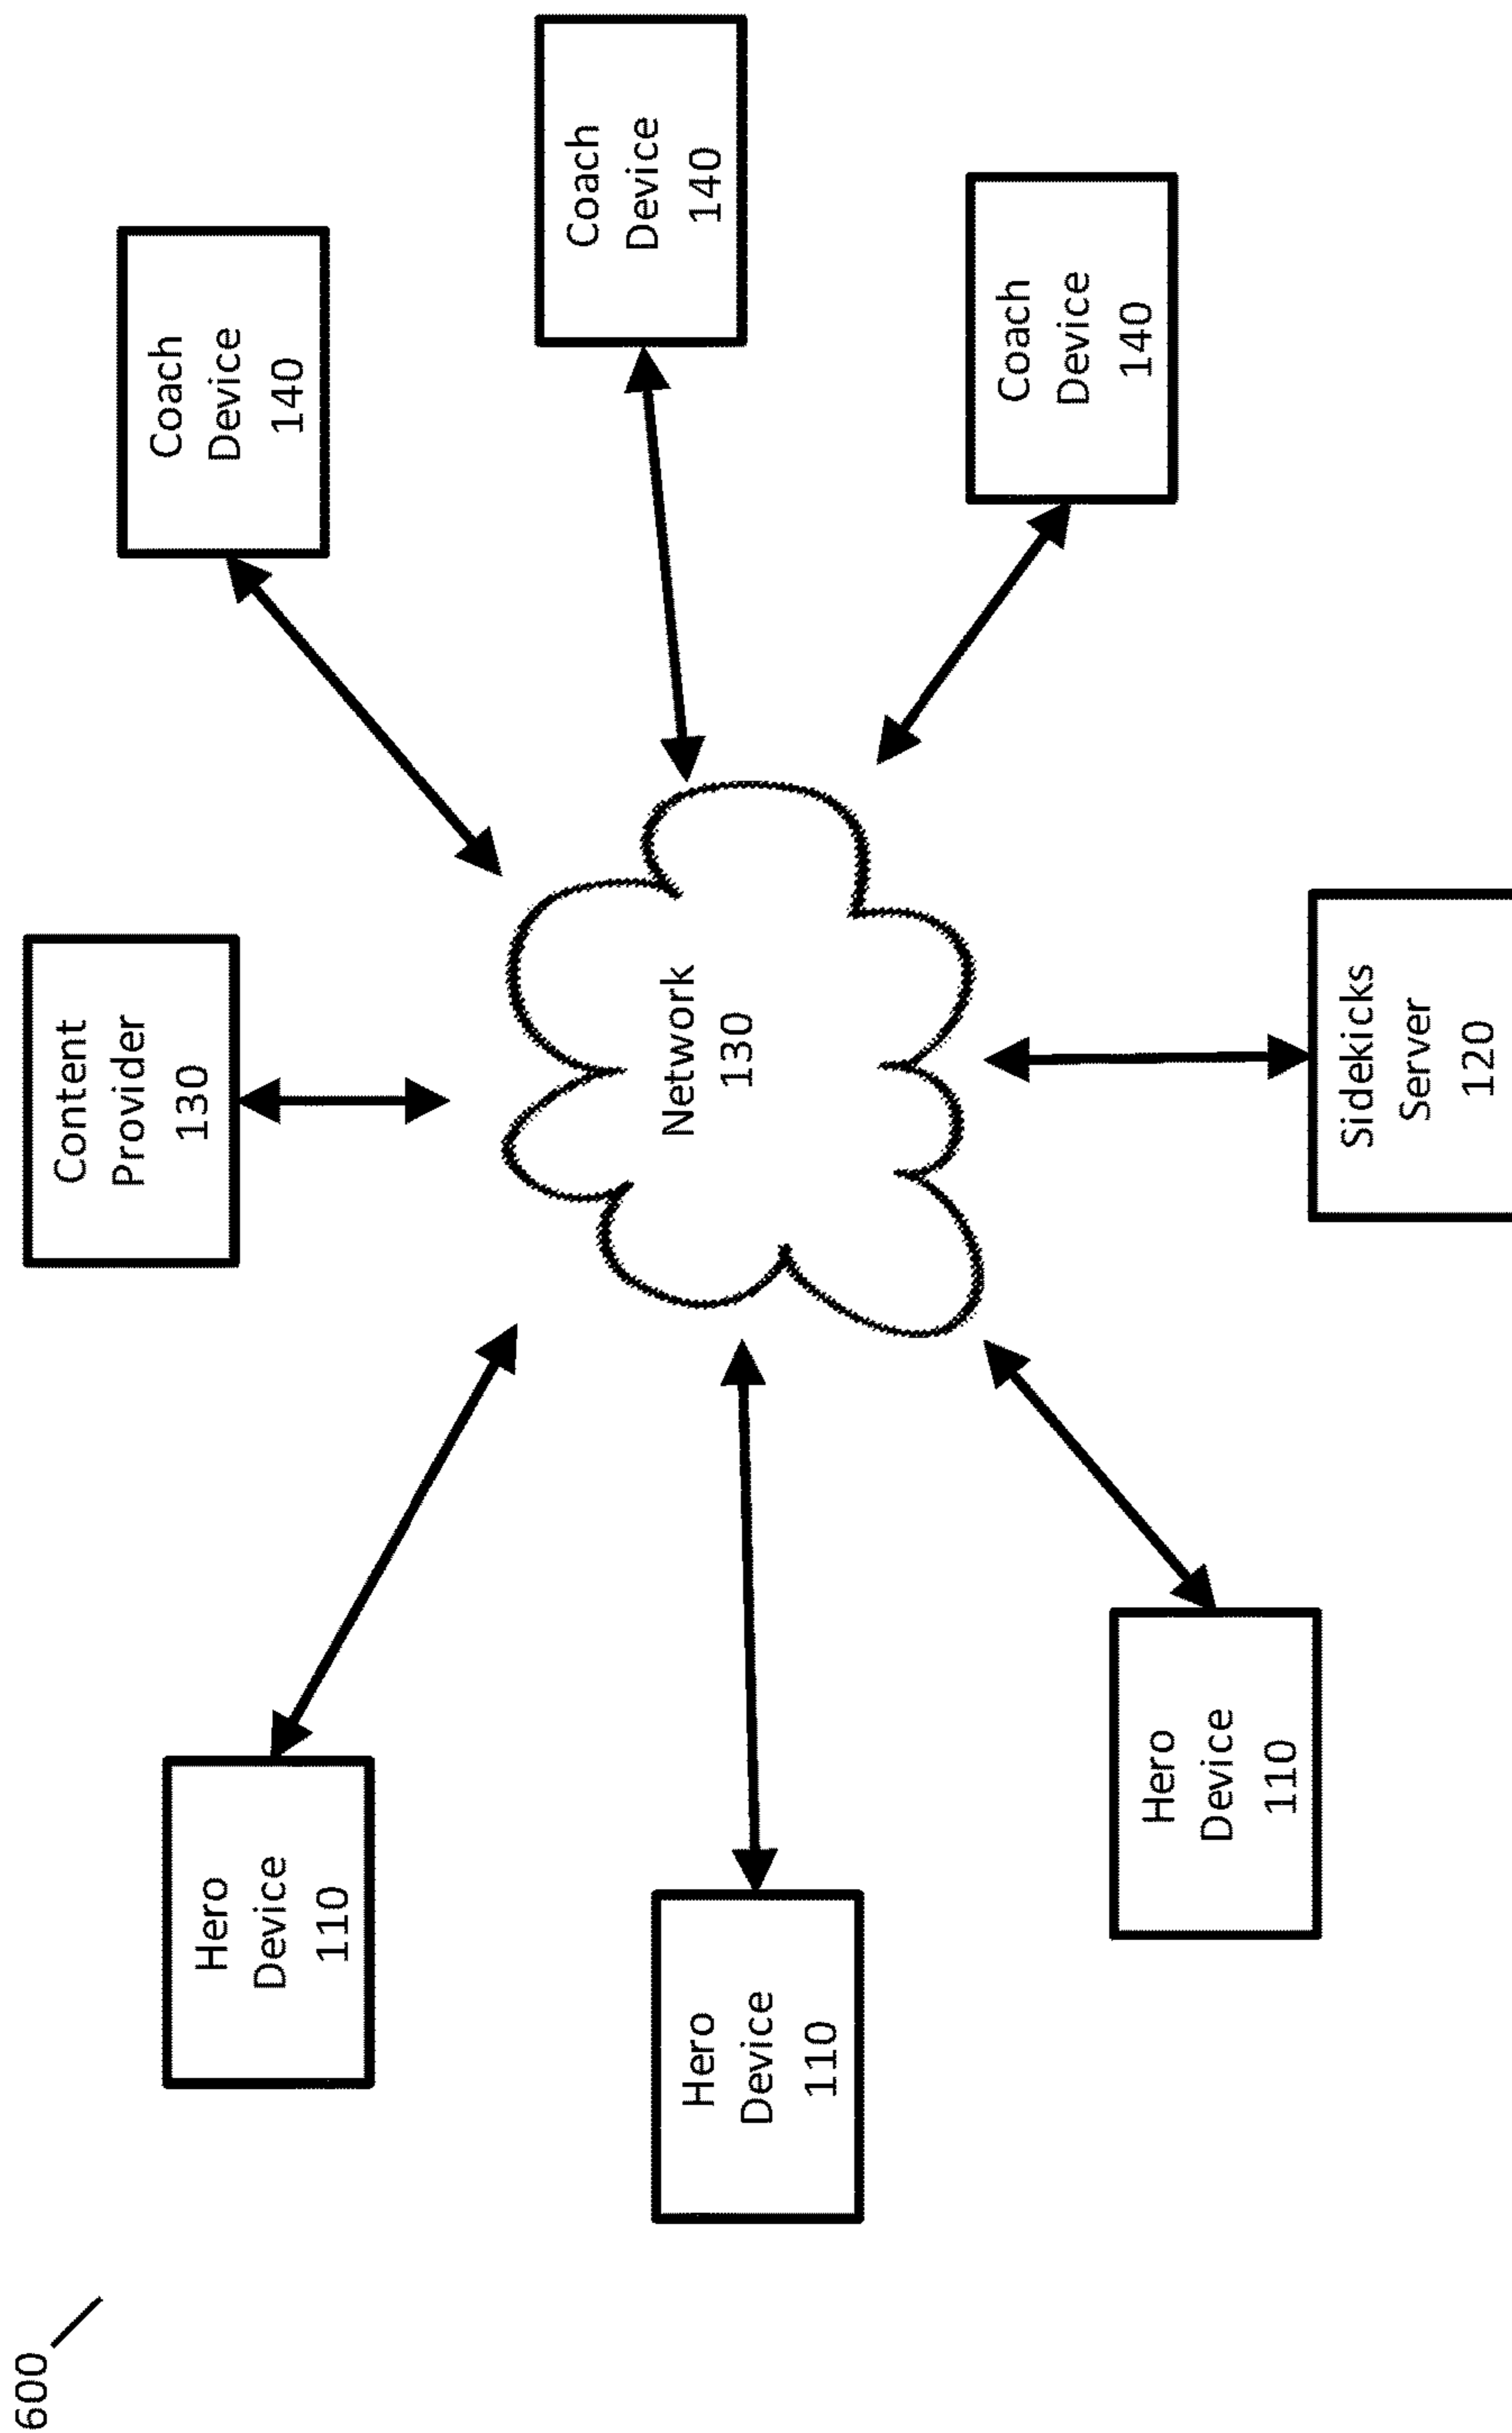 600
Content
Provider
130
Hero
Device
110
Coach
Device
140
Hero
Device
110
Network
130
Coach
Device
140
Hero
Device
110
Coach
Device
140
Sidekicks
Server
120